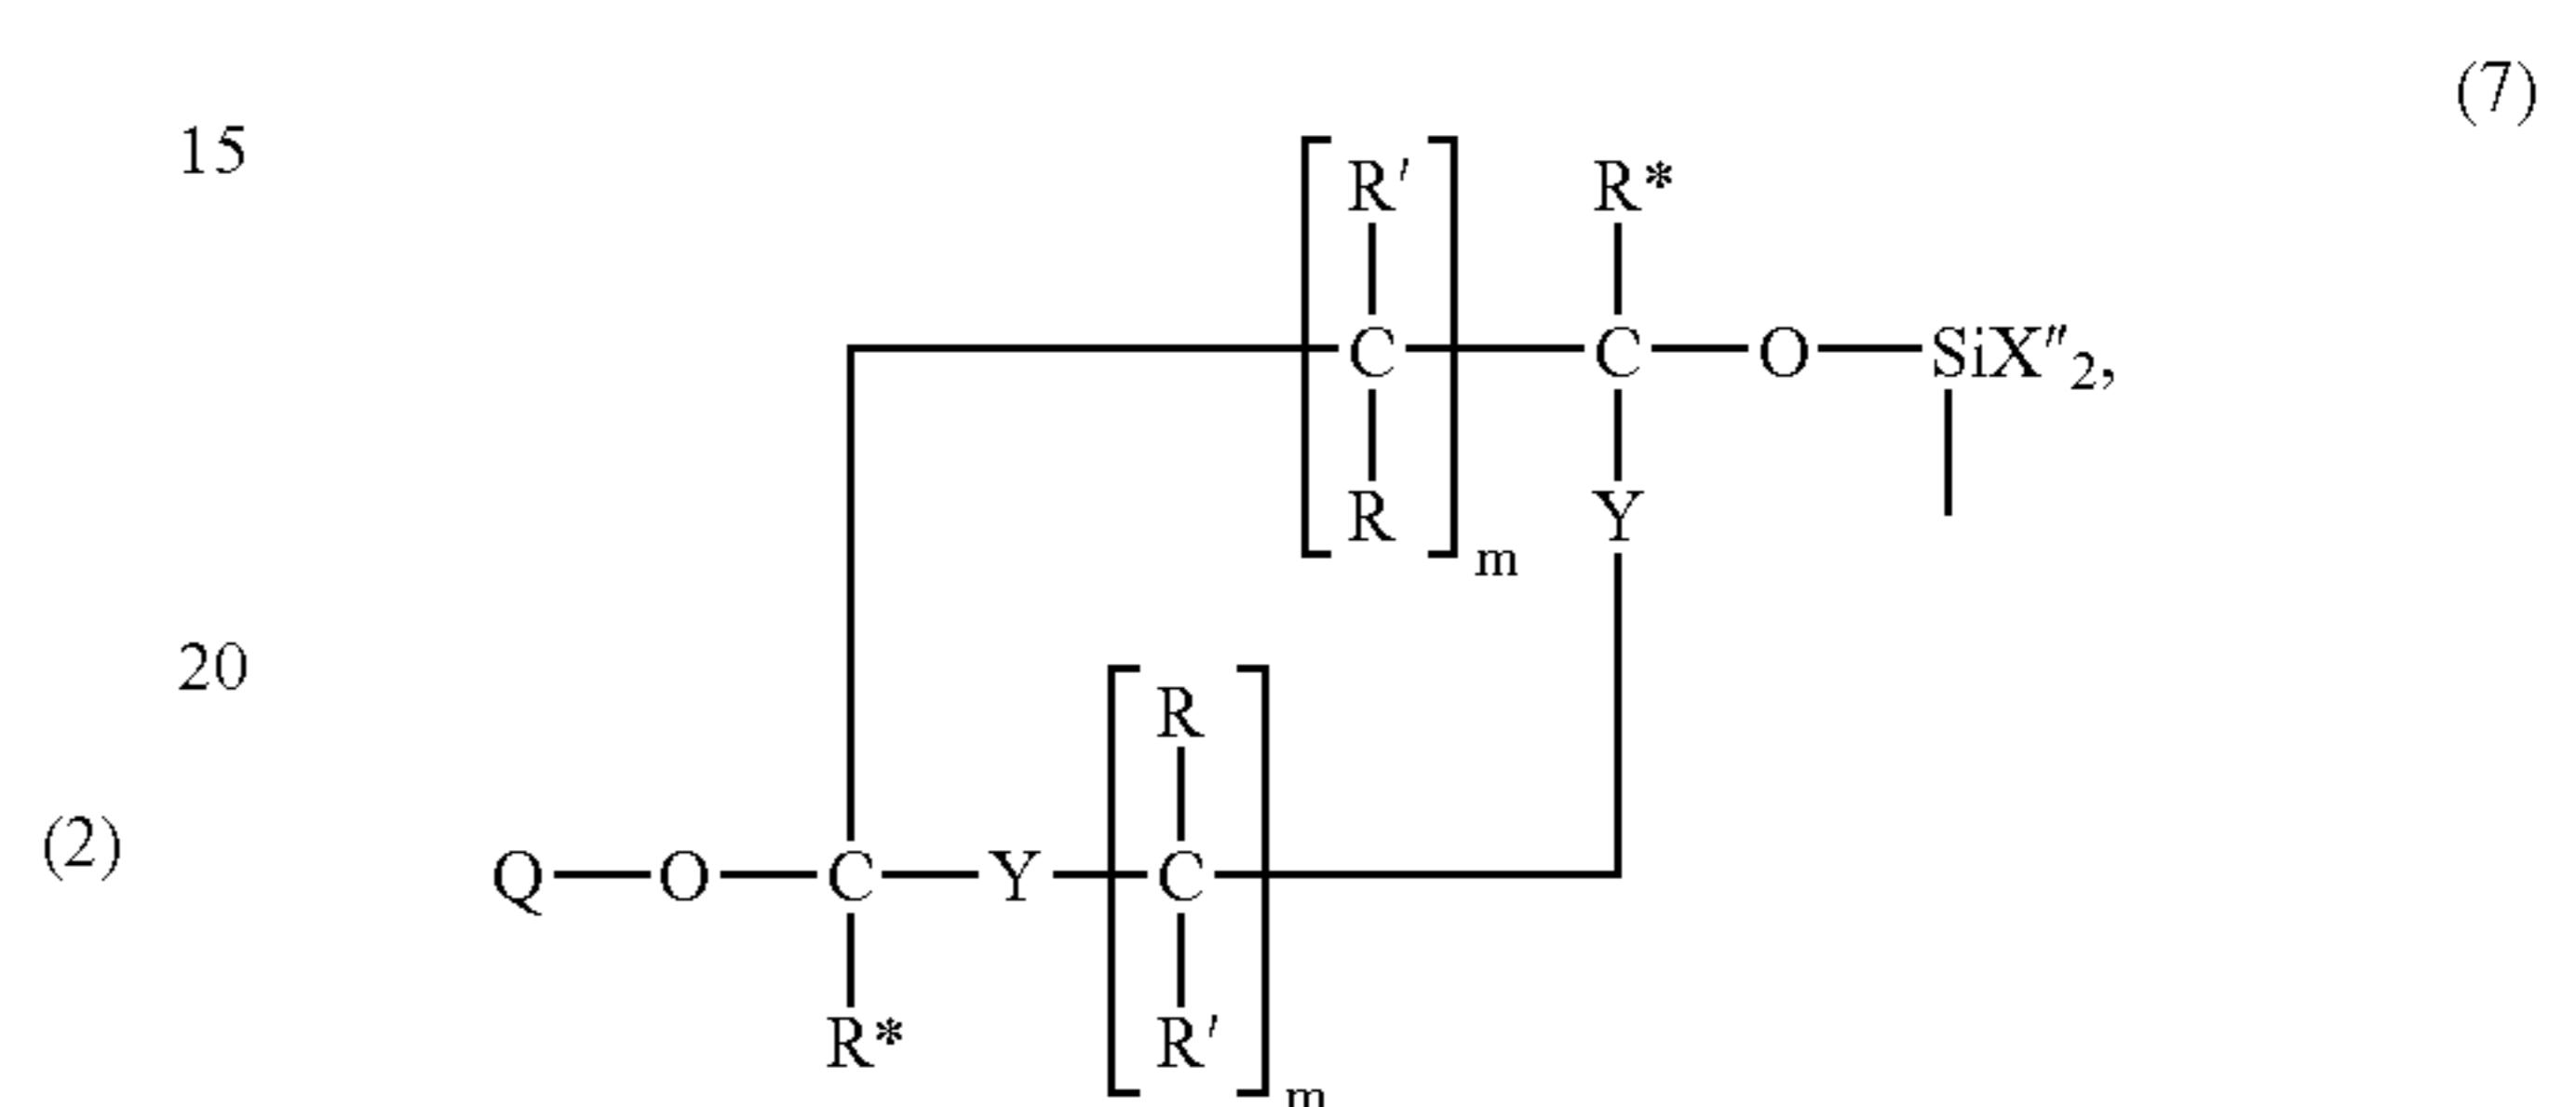 (7)
15
R' R*
C C O SiX"2,
R Y
m
20
R
(2)
Q O C Y C
R* R'
m